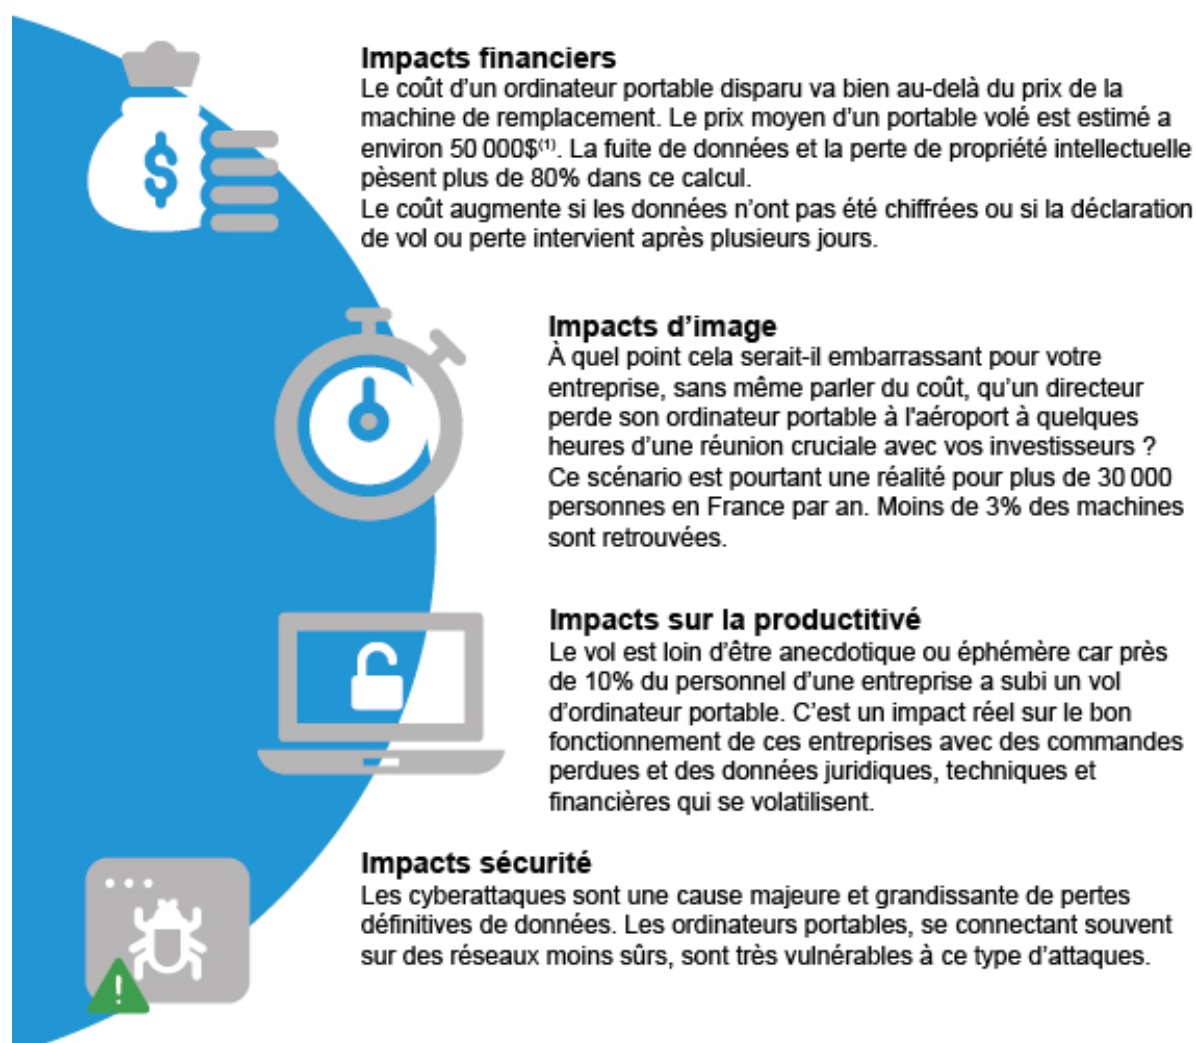 Impacts financiers
Le coût d’un ordinateur portable disparu va bien au-delà du prix de la
machine de remplacement. Le prix moyen d’un portable volé est estimé a
environ 50 000$⁽¹⁾. La fuite de données et la perte de propriété intellectuelle
pèsent plus de 80% dans ce calcul.
Le coût augmente si les données n’ont pas été chiffrées ou si la déclaration
de vol ou perte intervient après plusieurs jours.
Impacts d’image
À quel point cela serait-il embarrassant pour votre
entreprise, sans même parler du coût, qu’un directeur
perde son ordinateur portable à l'aéroport à quelques
heures d’une réunion cruciale avec vos investisseurs ?
Ce scénario est pourtant une réalité pour plus de 30 000
personnes en France par an. Moins de 3% des machines
sont retrouvées.
Impacts sur la productitivé
Le vol est loin d’être anecdotique ou éphémère car près
de 10% du personnel d’une entreprise a subi un vol
d’ordinateur portable. C’est un impact réel sur le bon
fonctionnement de ces entreprises avec des commandes
perdues et des données juridiques, techniques et
financières qui se volatilisent.
Impacts sécurité
Les cyberattaques sont une cause majeure et grandissante de pertes
définitives de données. Les ordinateurs portables, se connectant souvent
sur des réseaux moins sûrs, sont très vulnérables à ce type d’attaques.